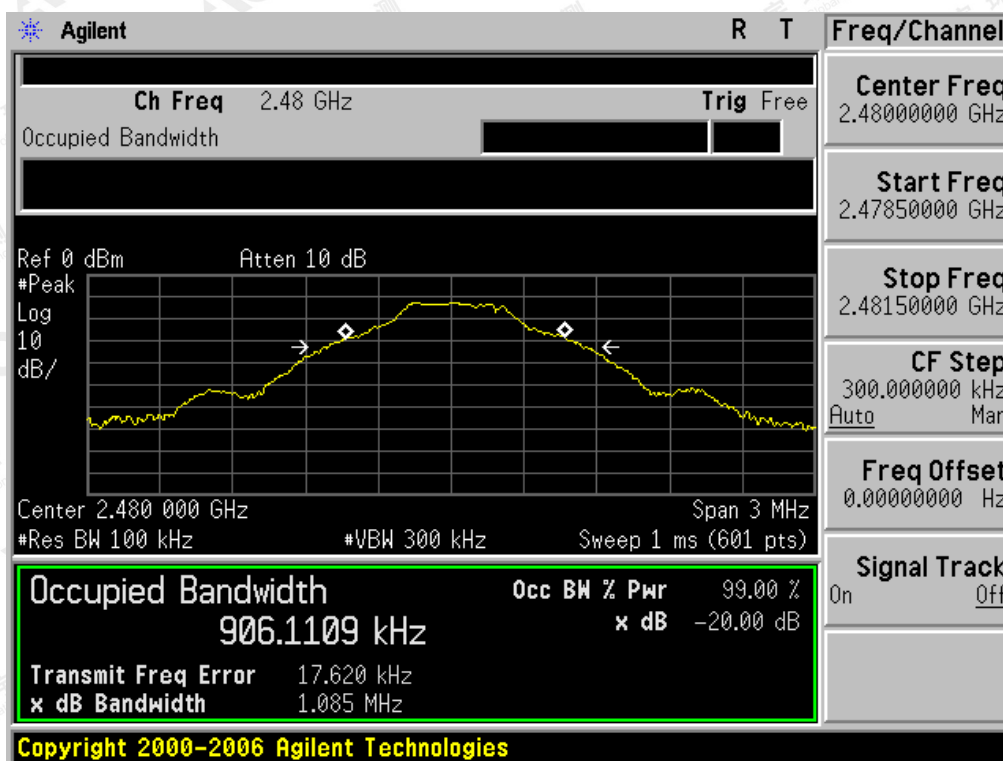 Agilent R T
Ch Freq 2.48 GHz Trig Free
Occupied Bandwidth
Ref 0 dBm Atten 10 dB
#Peak
Log
10
dB/
Center 2.480 000 GHz Span 3 MHz
#Res BW 100 kHz #VBW 300 kHz Sweep 1 ms (601 pts)
Occupied Bandwidth Occ BW % Pwr 99.00 %
906.1109 kHz x dB -20.00 dB
Transmit Freq Error 17.620 kHz
x dB Bandwidth 1.085 MHz
Copyright 2000-2006 Agilent Technologies
Freq/Channel
Center Freq
2.48000000 GHz
Start Freq
2.47850000 GHz
Stop Freq
2.48150000 GHz
CF Step
300.000000 kHz
Auto Man
Freq Offset
0.00000000 Hz
Signal Track
On Off